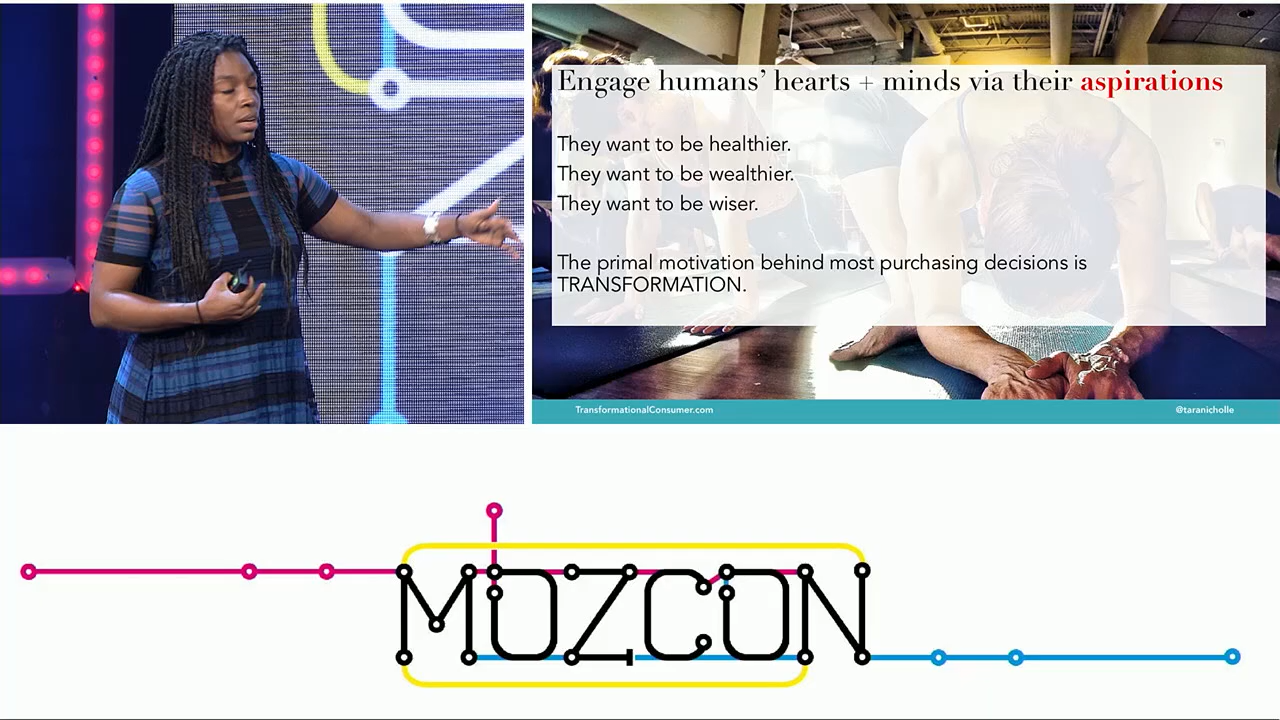 Engage humans’ hearts + minds via their aspirations
They want to be healthier.
They want to be wealthier.
They want to be wiser.
The primal motivation behind most purchasing decisions is
TRANSFORMATION.
TransformationalConsumer.com
@taranicholle
MOZCON